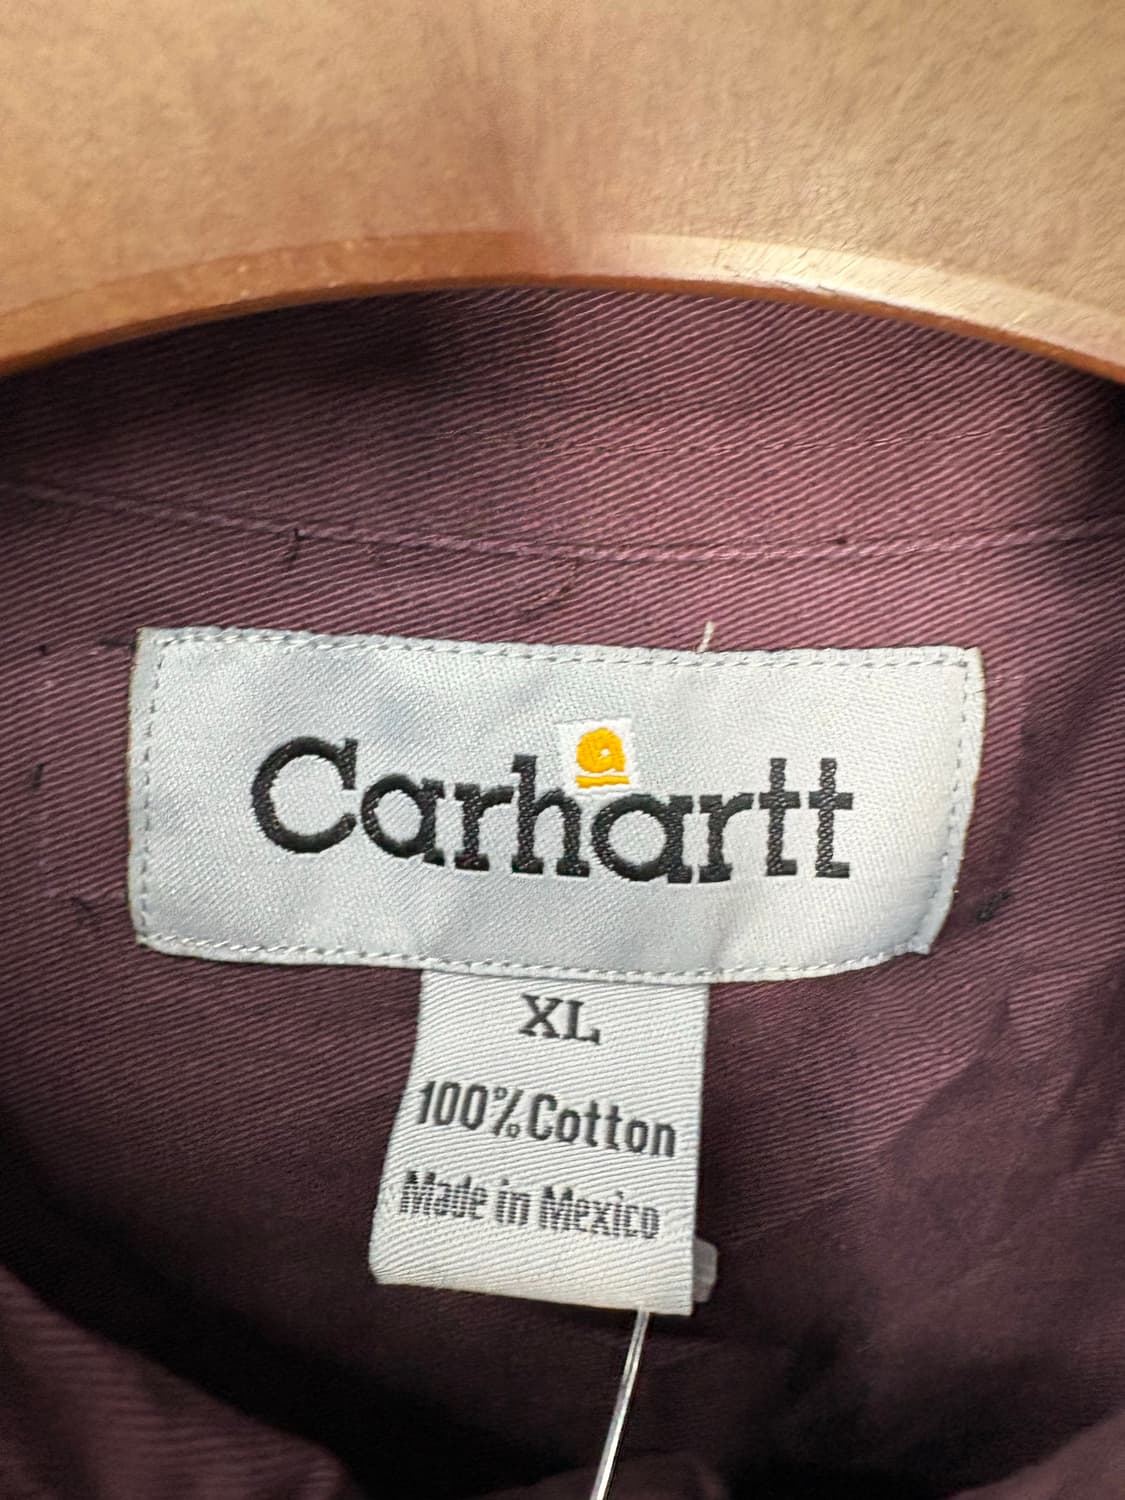 Carhartt
XL
100% Cotton
Made in Mexico